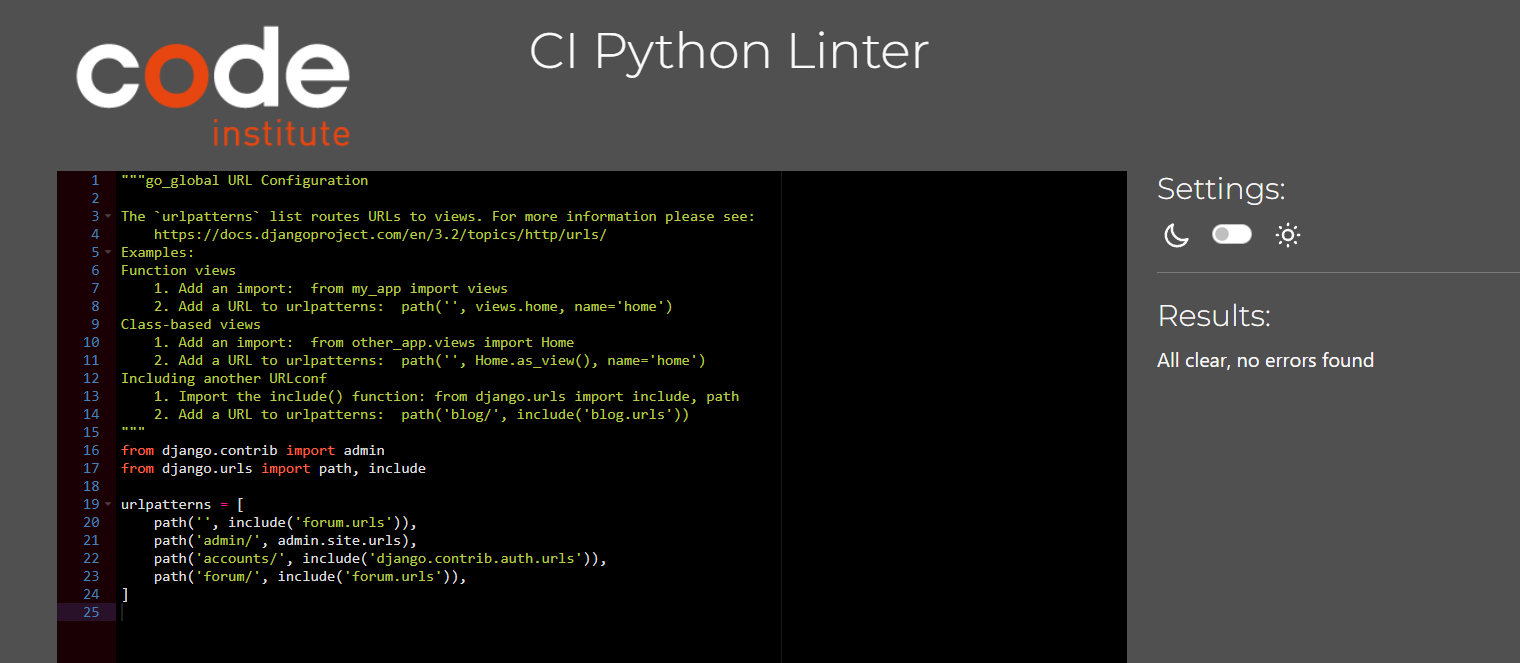 code
institute
CI Python Linter
1 """go_global URL Configuration
2
3 The `urlpatterns` list routes URLs to views. For more information please see:
4     https://docs.djangoproject.com/en/3.2/topics/http/urls/
5 Examples:
6 Function views
7     1. Add an import:  from my_app import views
8     2. Add a URL to urlpatterns:  path('', views.home, name='home')
9 Class-based views
10     1. Add an import:  from other_app.views import Home
11     2. Add a URL to urlpatterns:  path('', Home.as_view(), name='home')
12 Including another URLconf
13     1. Import the include() function: from django.urls import include, path
14     2. Add a URL to urlpatterns:  path('blog/', include('blog.urls'))
15 """
16 from django.contrib import admin
17 from django.urls import path, include
18
19 urlpatterns = [
20     path('', include('forum.urls')),
21     path('admin/', admin.site.urls),
22     path('accounts/', include('django.contrib.auth.urls')),
23     path('forum/', include('forum.urls')),
24 ]
25
Settings:
Results:
All clear, no errors found